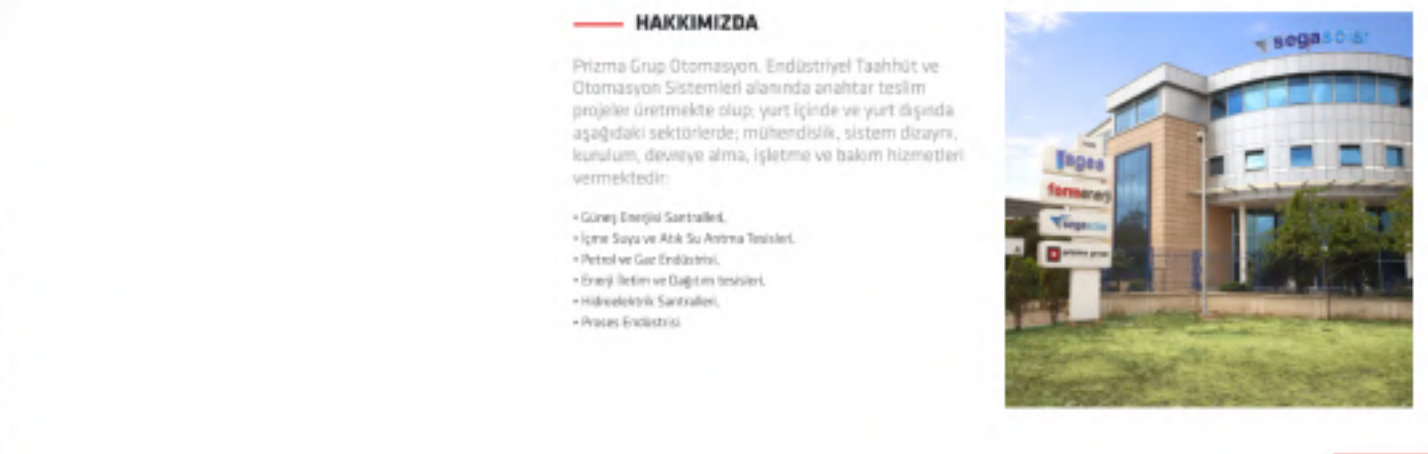 HAKKIMIZDA
Prizma Grup Otomasyon, Endüstriyel Taahhüt ve
Otomasyon Sistemleri alanında anahtar teslim
projeler üretmekte olup; yurt içinde ve yurt dışında
aşağıdaki sektörlerde; mühendislik, sistem dizaynı,
kurulum, devreye alma, işletme ve bakım hizmetleri
vermektedir:
• Güneş Enerjisi Santralleri,
• İçme Suyu ve Atık Su Arıtma Tesisleri,
• Petrol ve Gaz Endüstrisi,
• Enerji İletim ve Dağıtım tesisleri,
• Hidroelektrik Santralleri,
• Proses Endüstrisi
segasolar
formenerji
segasolar
prizma grup